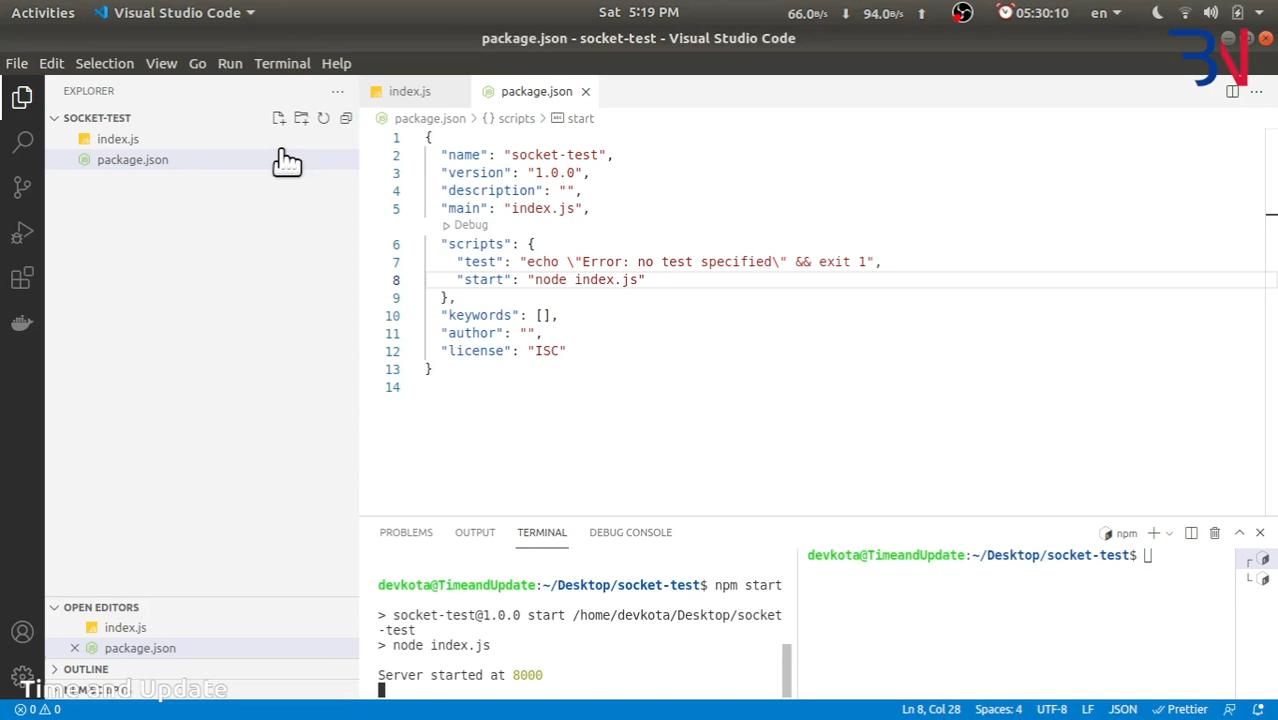 Activities
Visual Studio Code
Sat 5:19 PM
66.0B/s
94.0B/s
05:30:10
en
package.json - socket-test - Visual Studio Code
File Edit Selection View Go Run Terminal Help
EXPLORER
SOCKET-TEST
index.js
package.json
index.js
package.json
package.json > {} scripts > abc start
1 {
2 "name": "socket-test",
3 "version": "1.0.0",
4 "description": "",
5 "main": "index.js",
Debug
6 "scripts": {
7 "test": "echo \"Error: no test specified\" && exit 1",
8 "start": "node index.js"
9 },
10 "keywords": [],
11 "author": "",
12 "license": "ISC"
13 }
14
PROBLEMS OUTPUT TERMINAL DEBUG CONSOLE
npm
devkota@TimeandUpdate:~/Desktop/socket-test$ npm start
> socket-test@1.0.0 start /home/devkota/Desktop/socket
-test
> node index.js
Server started at 8000
devkota@TimeandUpdate:~/Desktop/socket-test$
OPEN EDITORS
index.js
package.json
OUTLINE
Time and Update
0 0
Ln 8, Col 28
Spaces: 4
UTF-8
LF
JSON
Prettier